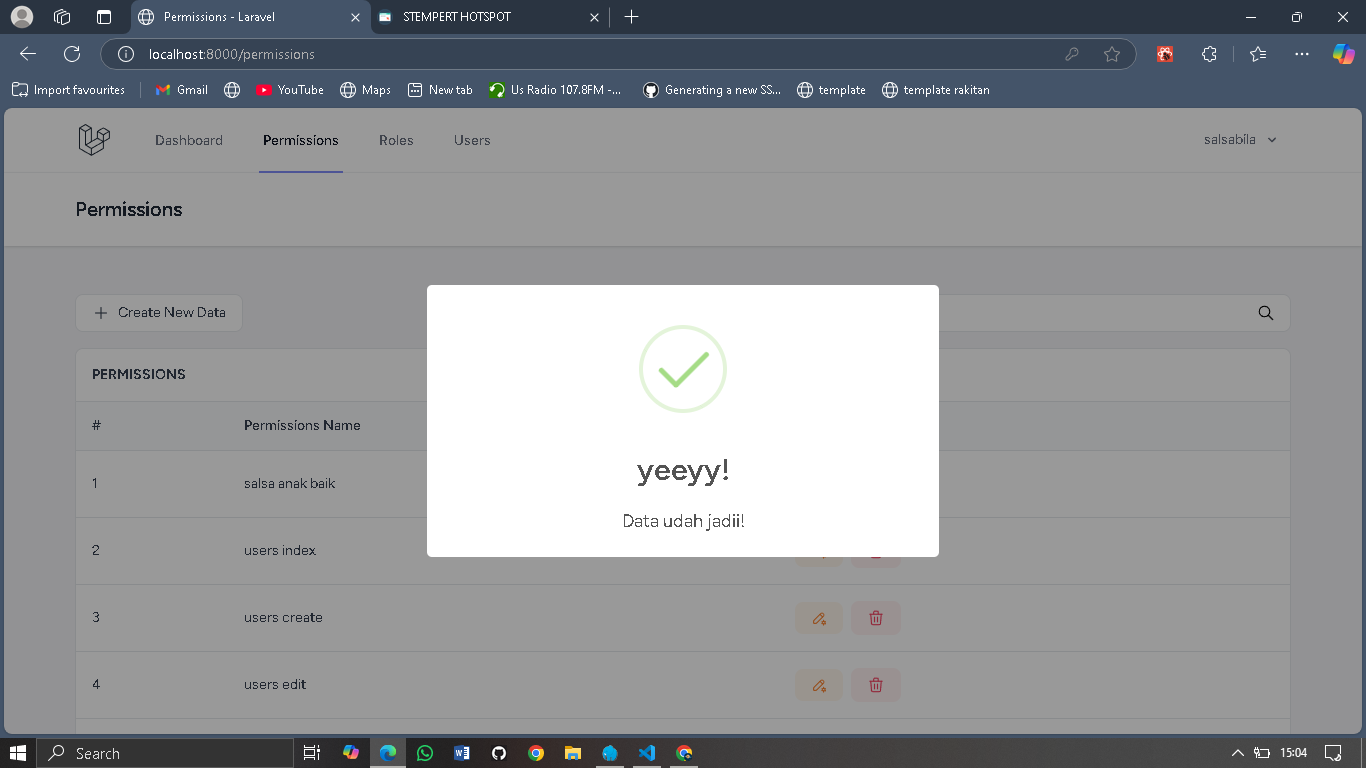 Permissions - Laravel
STEMPERT HOTSPOT
localhost:8000/permissions
Import favourites
Gmail
YouTube
Maps
New tab
Us Radio 107.8FM -...
Generating a new SS...
template
template rakitan
Dashboard
Permissions
Roles
Users
salsabila
Permissions
Create New Data
PERMISSIONS
# Permissions Name
1 salsa anak baik
2 users index
3 users create
4 users edit
yeeyy!
Data udah jadii!
Search
15:04